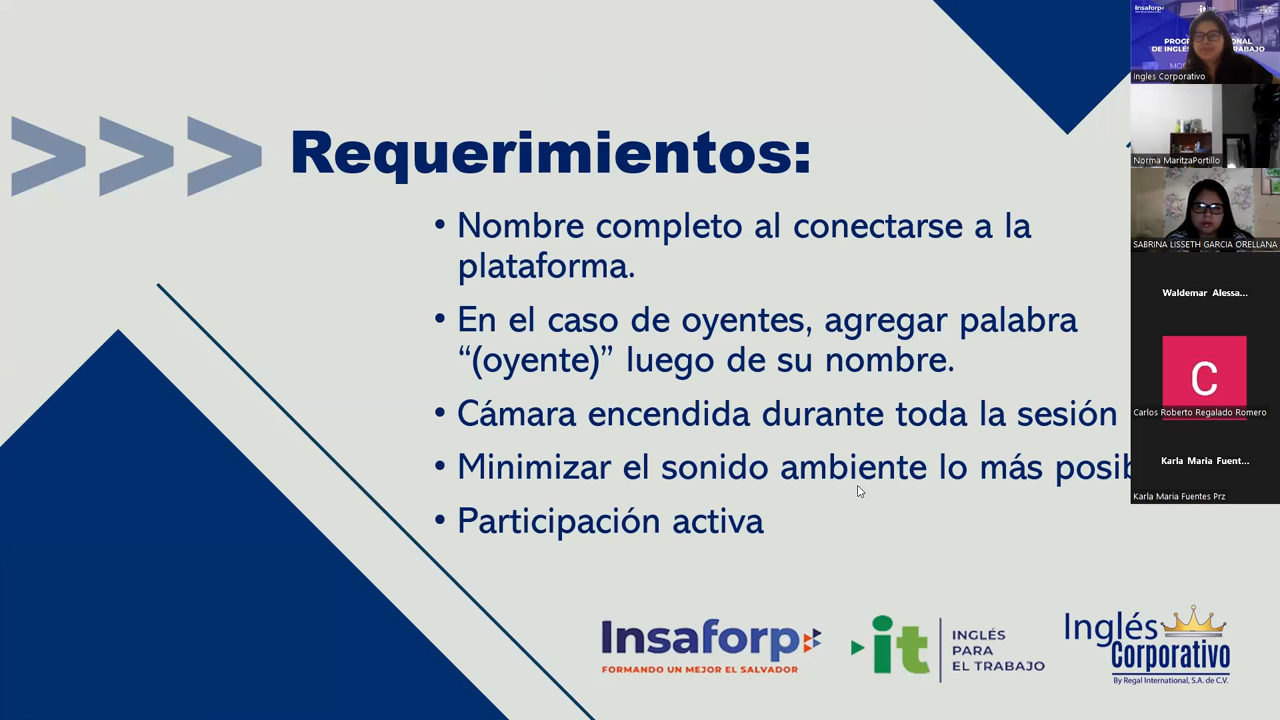 >>> Requerimientos:
• Nombre completo al conectarse a la
plataforma.
• En el caso de oyentes, agregar palabra
“(oyente)” luego de su nombre.
• Cámara encendida durante toda la sesión
• Minimizar el sonido ambiente lo más posib
• Participación activa
Insaforp
FORMANDO UN MEJOR EL SALVADOR
it
INGLÉS
PARA
EL TRABAJO
Inglés
Corporativo
By Regal International, S.A. de C.V.
Insaforp
it
Ingles Corporativo
Norma MaritzaPortillo
SABRINA LISSETH GARCIA ORELLANA
Waldemar Alessa...
C
Carlos Roberto Regalado Romero
Karla Maria Fuent...
Karla Maria Fuentes Prz